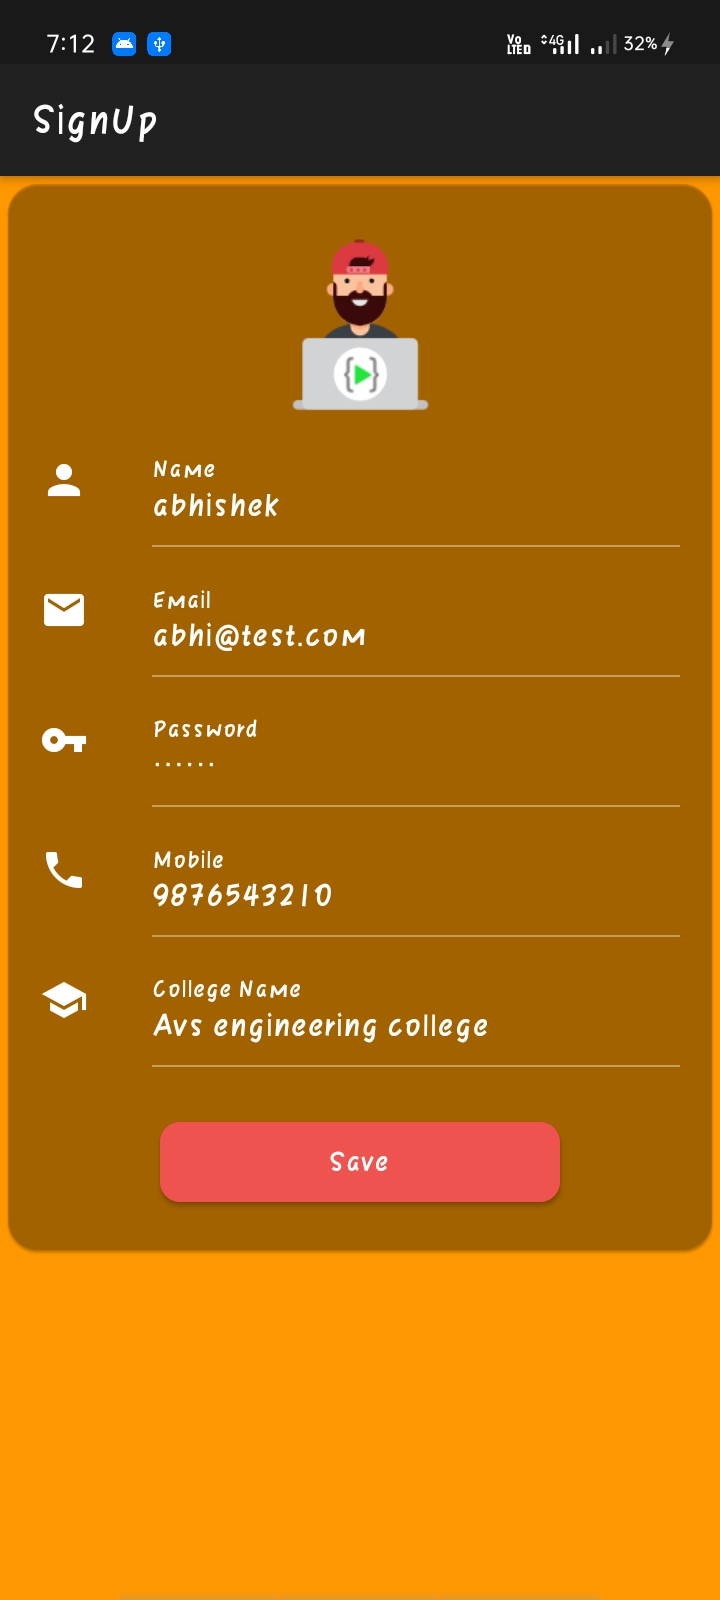 7:12 Vo LTED 4G 32%
SignUp
Name
abhishek
Email
abhi@test.com
Password
......
Mobile
9876543210
College Name
Avs engineering college
Save